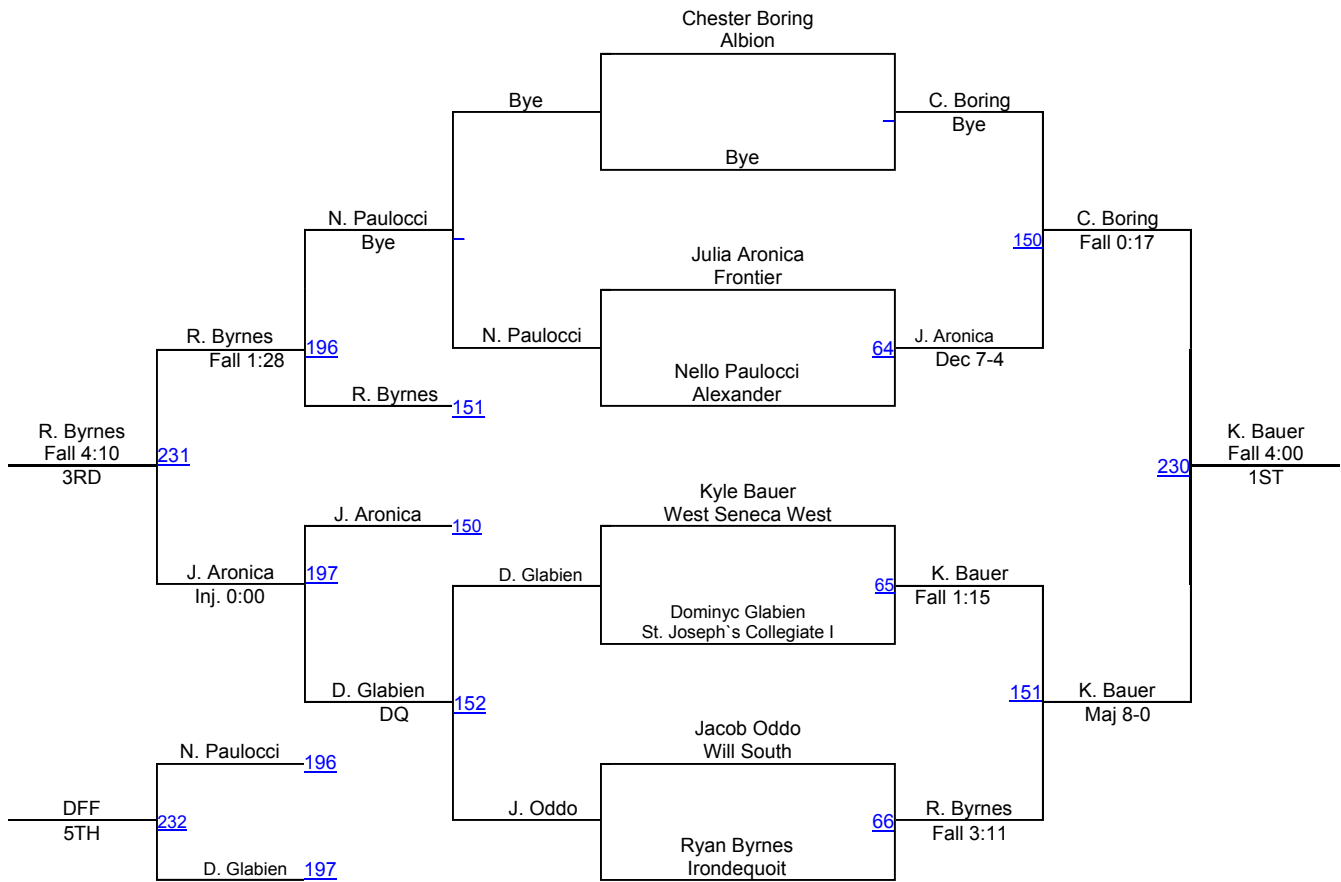 Chester Boring
Albion
Bye
C. Boring
Bye
Bye
N. Paulocci
Bye
C. Boring
150
Fall 0:17
Julia Aronica
Frontier
R. Byrnes
196
Fall 1:28
N. Paulocci
64
J. Aronica
Dec 7-4
Nello Paulocci
Alexander
R. Byrnes
151
R. Byrnes
Fall 4:10
231
3RD
K. Bauer
Fall 4:00
230
1ST
Kyle Bauer
West Seneca West
J. Aronica
150
J. Aronica
197
Inj. 0:00
D. Glabien
65
K. Bauer
Fall 1:15
Dominyc Glabien
St. Joseph`s Collegiate I
D. Glabien
152
DQ
151
K. Bauer
Maj 8-0
Jacob Oddo
Will South
N. Paulocci
196
DFF
232
5TH
J. Oddo
66
R. Byrnes
Fall 3:11
Ryan Byrnes
Irondequoit
D. Glabien
197